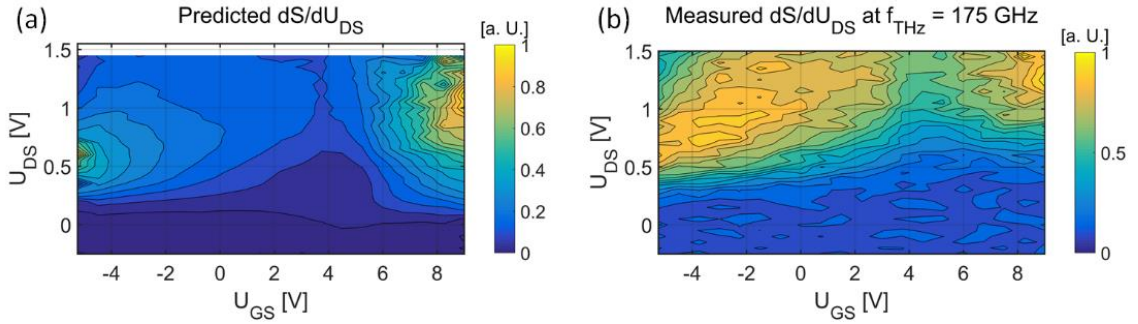 (a)
Predicted dS/dU_DS
[a. U.]
1
0.8
0.6
0.4
0.2
0
1.5
1
0.5
0
U_DS [V]
-4 -2 0 2 4 6 8
U_GS [V]
(b)
Measured dS/dU_DS at f_THz = 175 GHz
[a. U.]
1
0.5
0
1.5
1
0.5
0
U_DS [V]
-4 -2 0 2 4 6 8
U_GS [V]